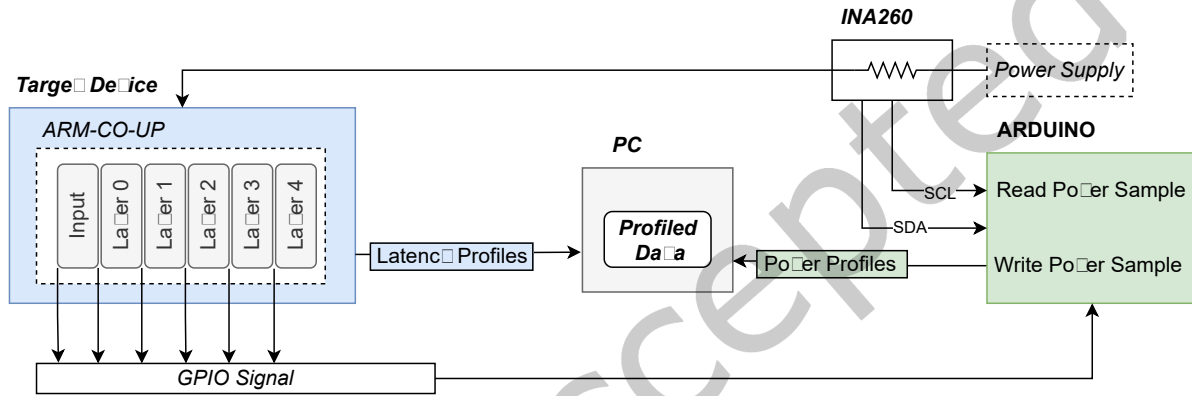 INA260
Power Supply
Targe□ De□ice
ARM-CO-UP
Input
La□er 0
La□er 1
La□er 2
La□er 3
La□er 4
PC
Profiled
Da□a
ARDUINO
SCL
Read Po□er Sample
SDA
Latenc□ Profiles
Po□er Profiles
Write Po□er Sample
GPIO Signal
ccepted